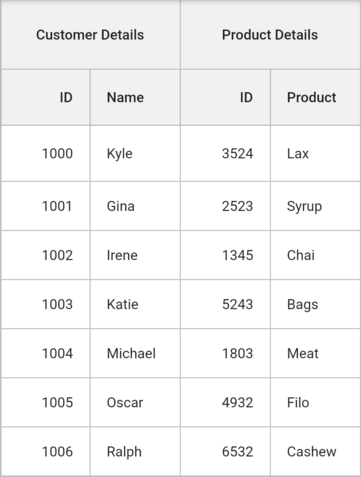 Customer Details Product Details
ID Name ID Product
1000 Kyle 3524 Lax
1001 Gina 2523 Syrup
1002 Irene 1345 Chai
1003 Katie 5243 Bags
1004 Michael 1803 Meat
1005 Oscar 4932 Filo
1006 Ralph 6532 Cashew